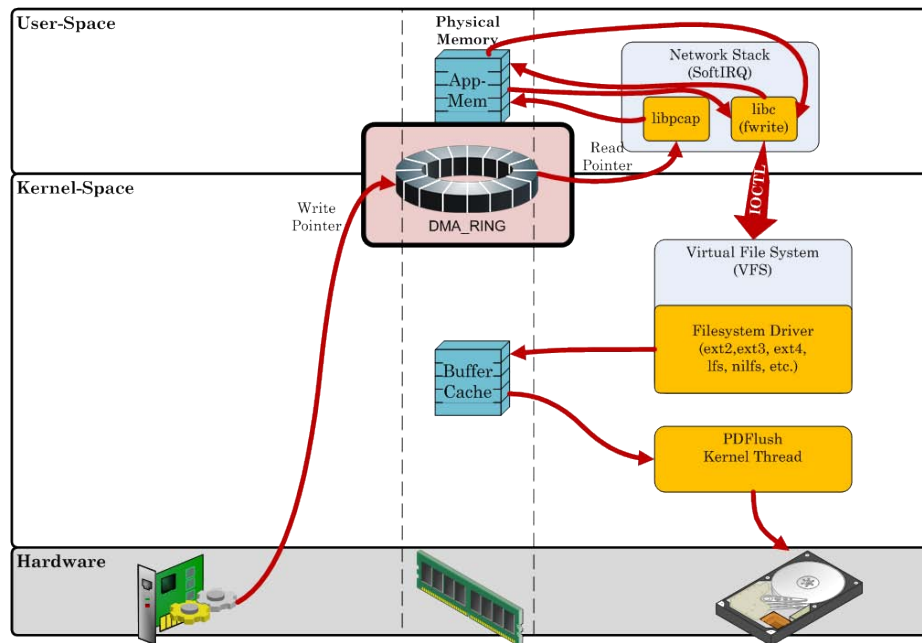 User-Space
Physical
Memory
App-
Mem
Network Stack
(SoftIRQ)
libpcap
libc
(fwrite)
Read
Pointer
Kernel-Space
Write
Pointer
DMA_RING
IOCTL
Virtual File System
(VFS)
Filesystem Driver
(ext2,ext3, ext4,
lfs, nilfs, etc.)
Buffer
Cache
PDFlush
Kernel Thread
Hardware